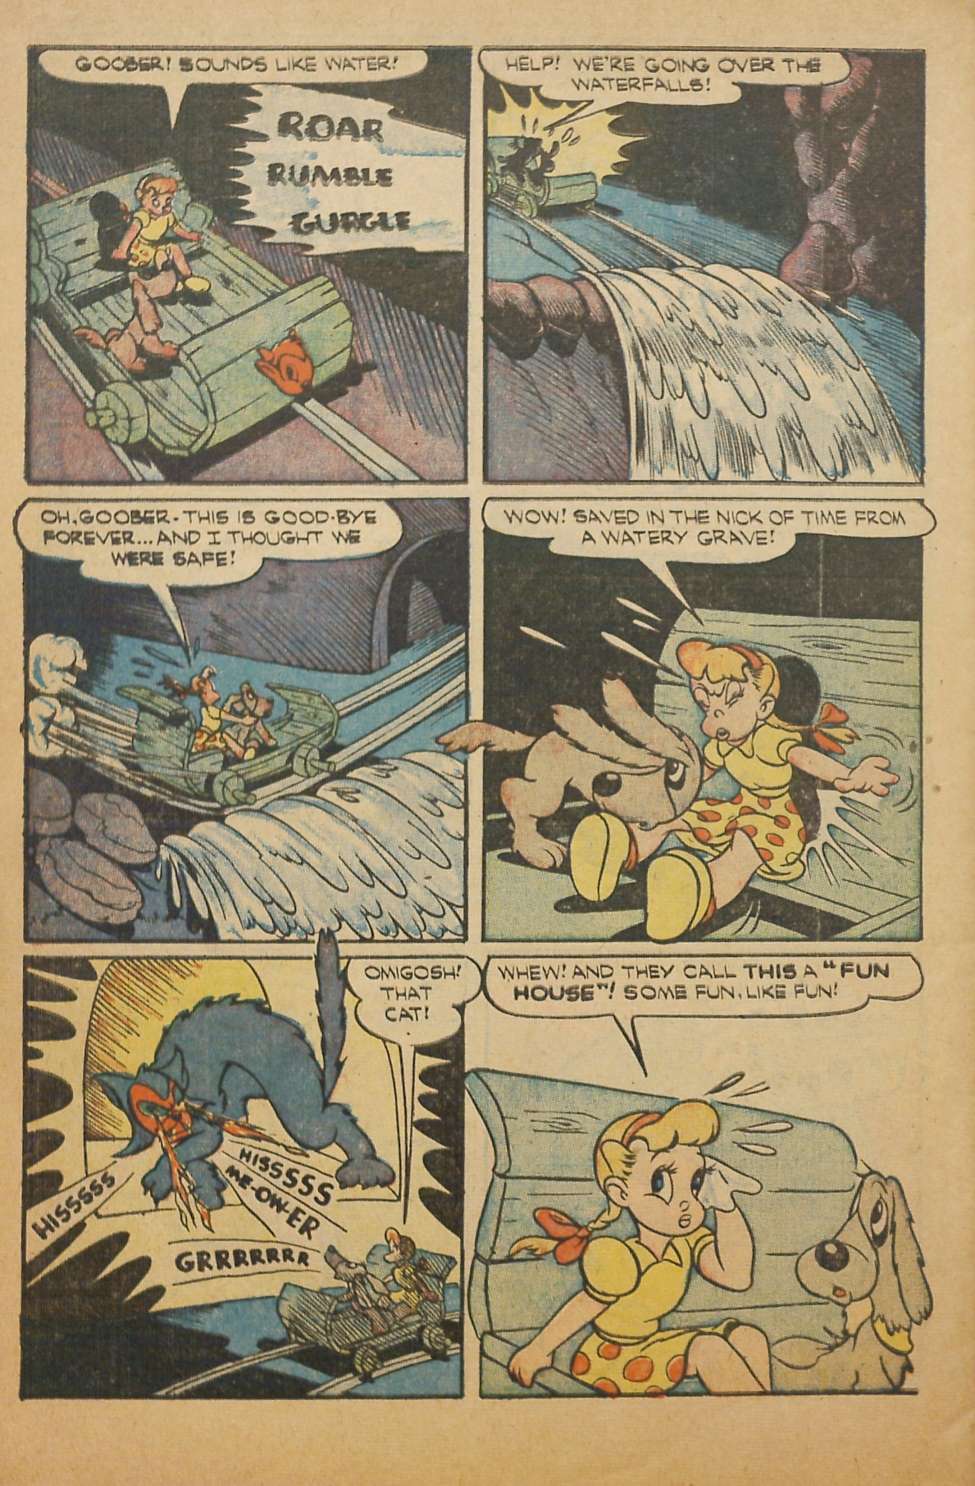 GOOBER! SOUNDS LIKE WATER!
ROAR
RUMBLE
GURGLE
HELP! WE'RE GOING OVER THE
WATERFALLS!
OH, GOOBER - THIS IS GOOD-BYE
FOREVER... AND I THOUGHT WE
WERE SAFE!
WOW! SAVED IN THE NICK OF TIME FROM
A WATERY GRAVE!
OMIGOSH!
THAT
CAT!
HISSSSS
HISSSSS
ME-OW-ER
GRRRRRRR
WHEW! AND THEY CALL THIS A "FUN
HOUSE"! SOME FUN, LIKE FUN!